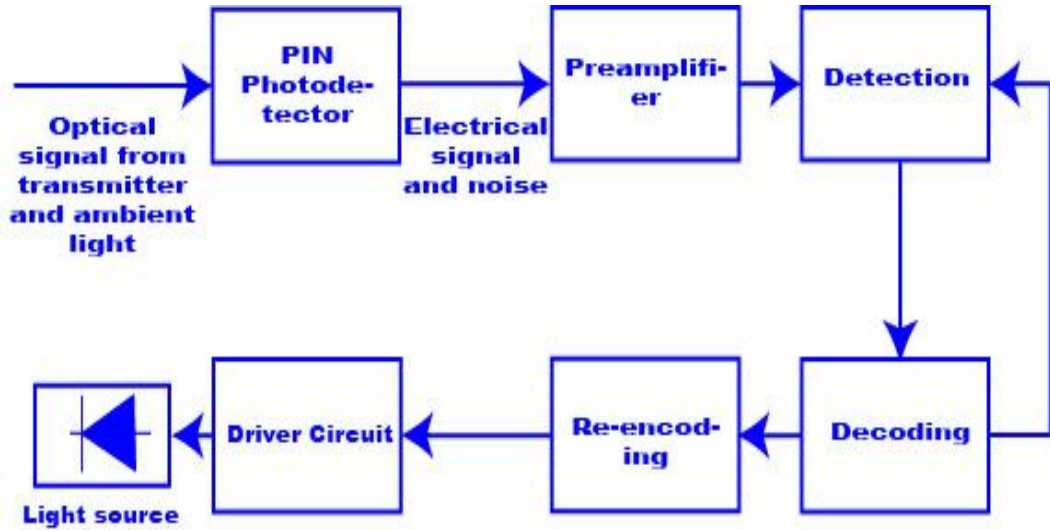 PIN
Photode-
tector
Preamplifi-
er
Detection
Optical
signal from
transmitter
and ambient
light
Electrical
signal
and noise
Light source
Driver Circuit
Re-encod-
ing
Decoding